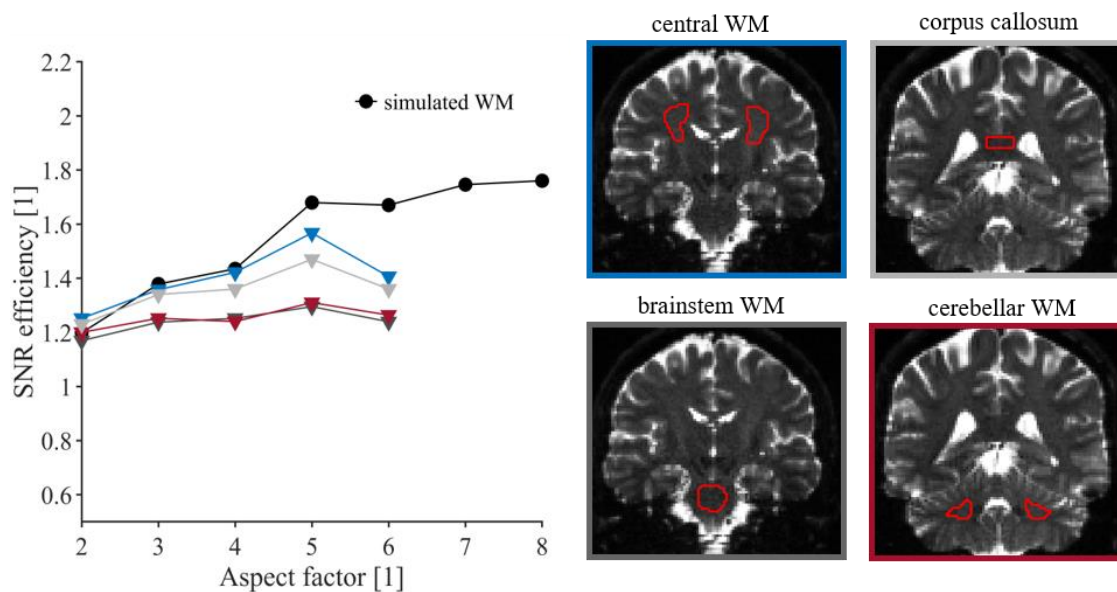 central WM
corpus callosum
2.2
2
simulated WM
1.8
1.6
1.4
1.2
1
0.8
0.6
SNR efficiency [1]
brainstem WM
cerebellar WM
2 3 4 5 6 7 8
Aspect factor [1]